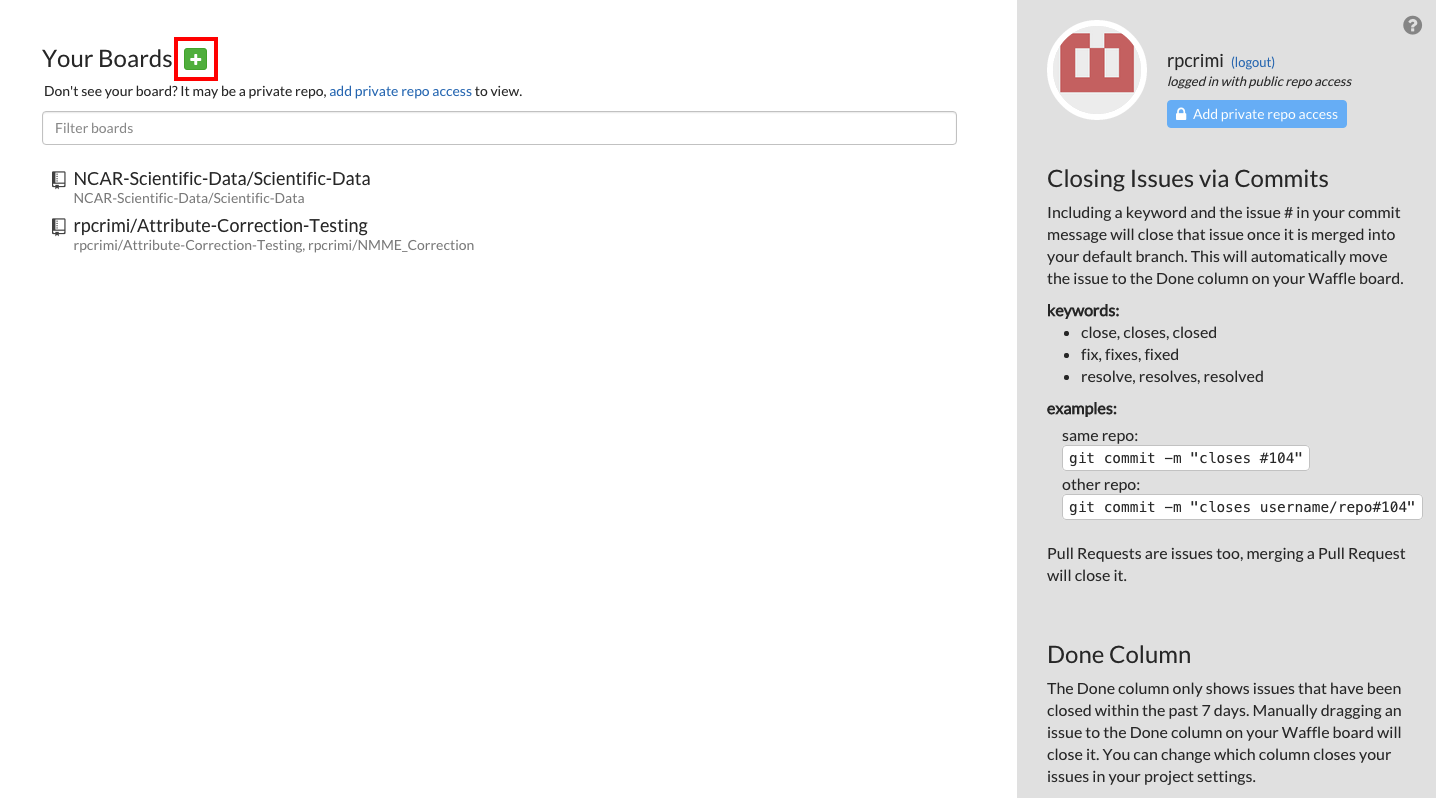 Your Boards
Don't see your board? It may be a private repo, add private repo access to view.
Filter boards
NCAR-Scientific-Data/Scientific-Data
NCAR-Scientific-Data/Scientific-Data
rpcrimi/Attribute-Correction-Testing
rpcrimi/Attribute-Correction-Testing, rpcrimi/NMME_Correction
?
rpcrimi (logout)
logged in with public repo access
Add private repo access
Closing Issues via Commits
Including a keyword and the issue # in your commit
message will close that issue once it is merged into
your default branch. This will automatically move
the issue to the Done column on your Waffle board.
keywords:
• close, closes, closed
• fix, fixes, fixed
• resolve, resolves, resolved
examples:
same repo:
git commit -m "closes #104"
other repo:
git commit -m "closes username/repo#104"
Pull Requests are issues too, merging a Pull Request
will close it.
Done Column
The Done column only shows issues that have been
closed within the past 7 days. Manually dragging an
issue to the Done column on your Waffle board will
close it. You can change which column closes your
issues in your project settings.